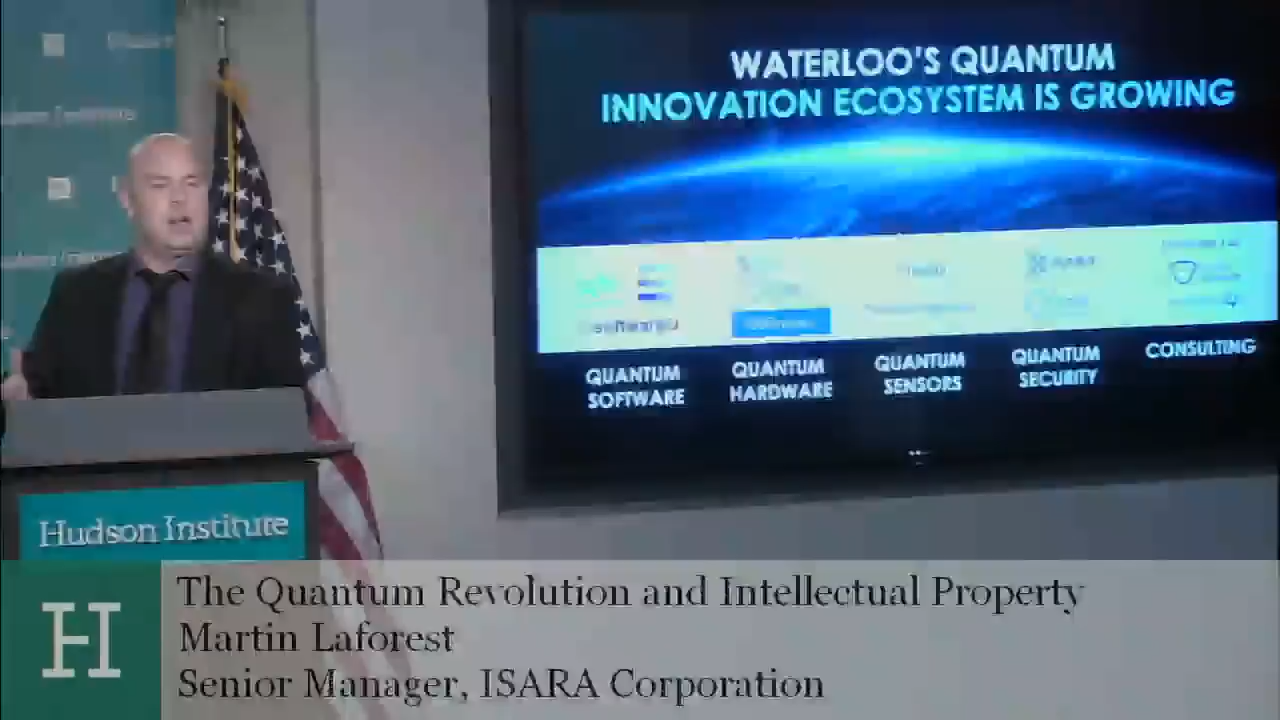 WATERLOO'S QUANTUM
INNOVATION ECOSYSTEM IS GROWING
QUANTUM
SOFTWARE
QUANTUM
HARDWARE
QUANTUM
SENSORS
QUANTUM
SECURITY
CONSULTING
Hudson Institute
H
The Quantum Revolution and Intellectual Property
Martin Laforest
Senior Manager, ISARA Corporation